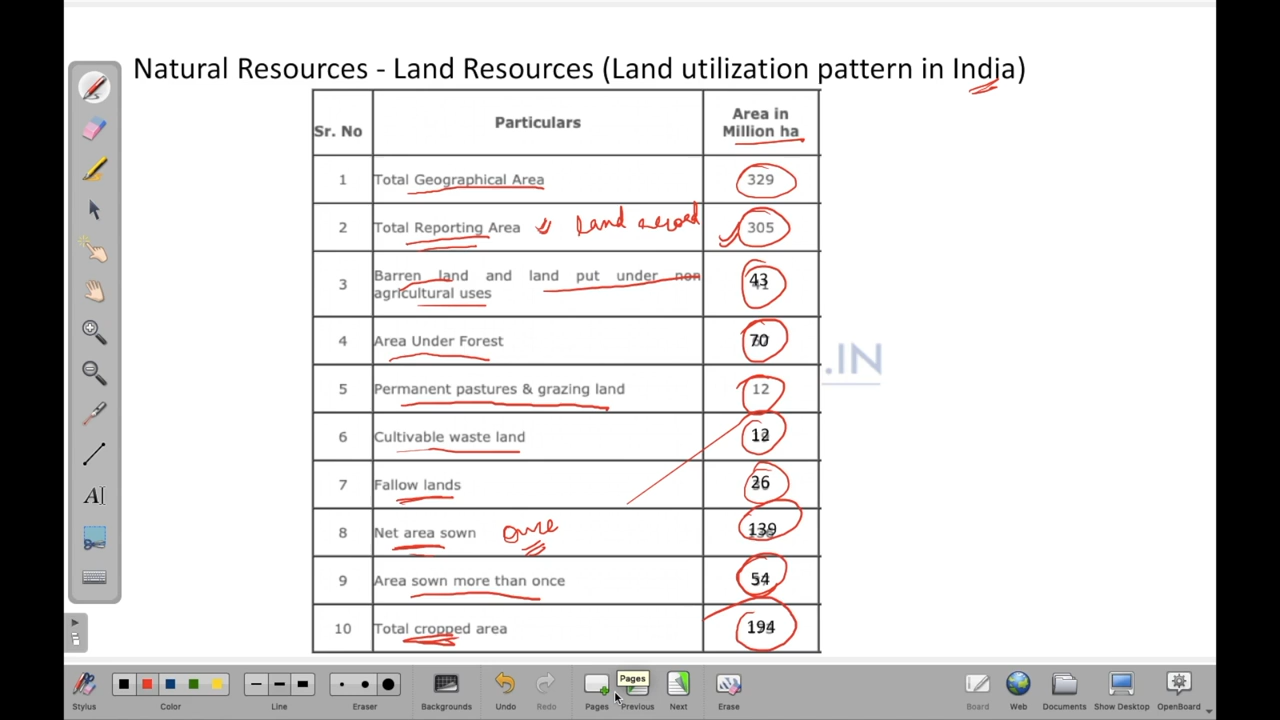 Natural Resources - Land Resources (Land utilization pattern in India)
Sr. No Particulars Area in Million ha
1 Total Geographical Area 329
2 Total Reporting Area Land record 305
3 Barren land and land put under non agricultural uses 43
4 Area Under Forest 70
5 Permanent pastures & grazing land 12
6 Cultivable waste land 12
7 Fallow lands 26
8 Net area sown once 139
9 Area sown more than once 54
10 Total cropped area 194
.IN
A
Pages
Stylus Color Line Eraser Backgrounds Undo Redo Pages Previous Next Erase Board Web Documents Show Desktop OpenBoard